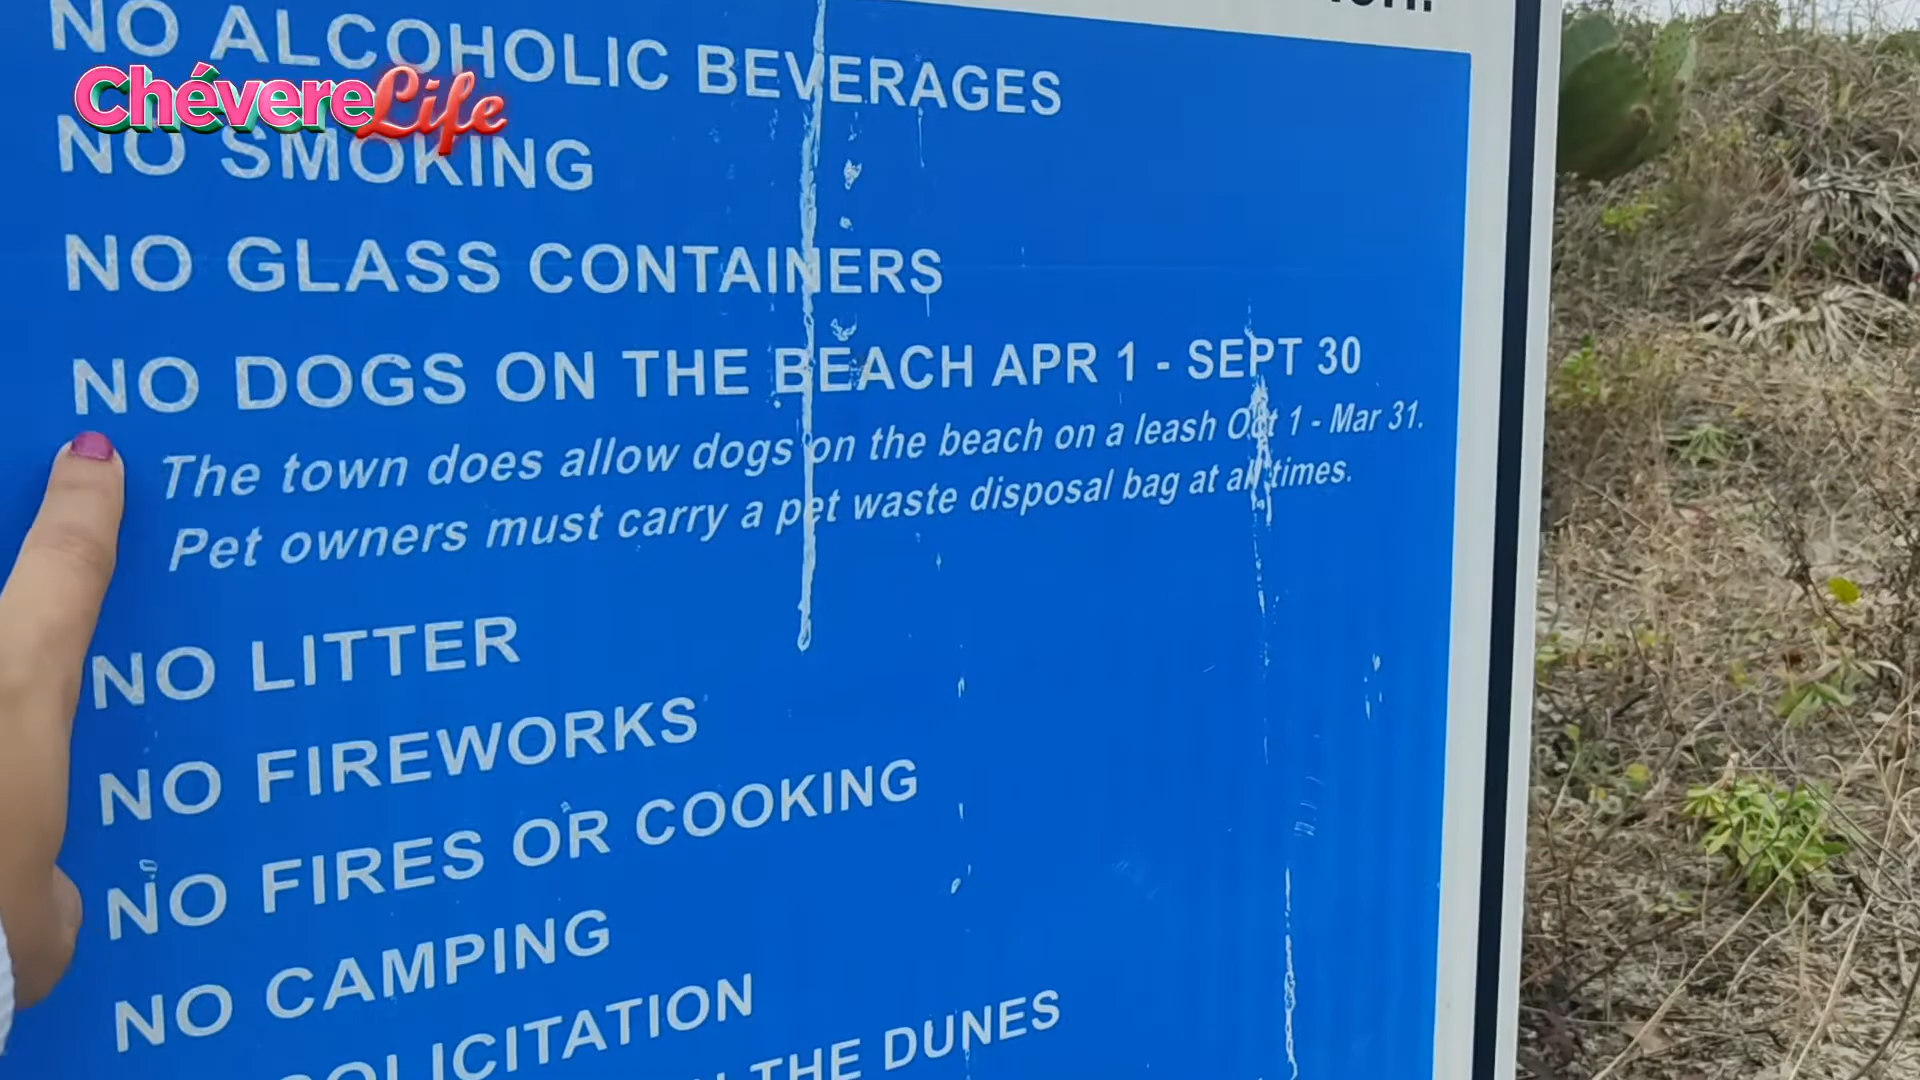 NO ALCOHOLIC BEVERAGES
ChévereLife
NO SMOKING
NO GLASS CONTAINERS
NO DOGS ON THE BEACH APR 1 - SEPT 30
The town does allow dogs on the beach on a leash Oct 1 - Mar 31.
Pet owners must carry a pet waste disposal bag at all times.
NO LITTER
NO FIREWORKS
NO FIRES OR COOKING
NO CAMPING
SOLICITATION
THE DUNES